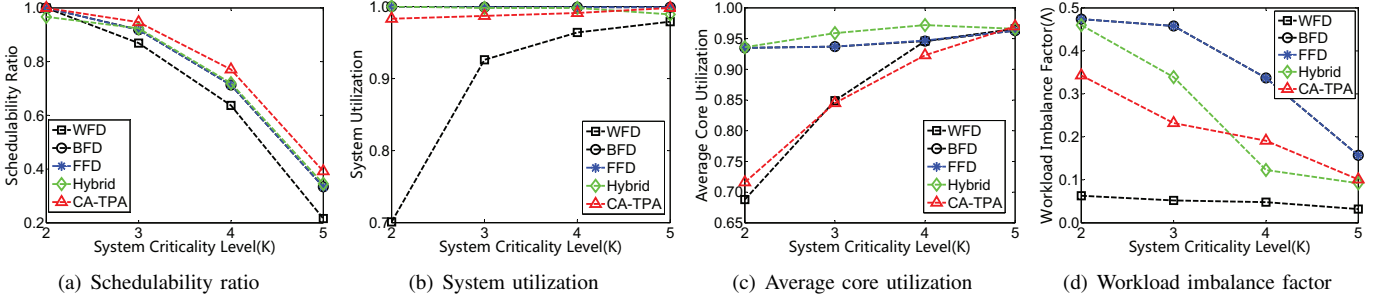 Schedulability Ratio
1.0
0.8
0.6
0.4
0.2
WFD
BFD
FFD
Hybrid
CA-TPA
2 3 4 5
System Criticality Level(K)
(a) Schedulability ratio
System Utilization
1.0
0.9
0.8
0.7
WFD
BFD
FFD
Hybrid
CA-TPA
2 3 4 5
System Criticality Level(K)
(b) System utilization
Average Core Utilization
1.00
0.95
0.90
0.85
0.80
0.75
0.70
0.65
WFD
BFD
FFD
Hybrid
CA-TPA
2 3 4 5
System Criticality Level(K)
(c) Average core utilization
Workload Imbalance Factor(Λ)
0.5
0.4
0.3
0.2
0.1
0.0
WFD
BFD
FFD
Hybrid
CA-TPA
2 3 4 5
System Criticality Level(K)
(d) Workload imbalance factor